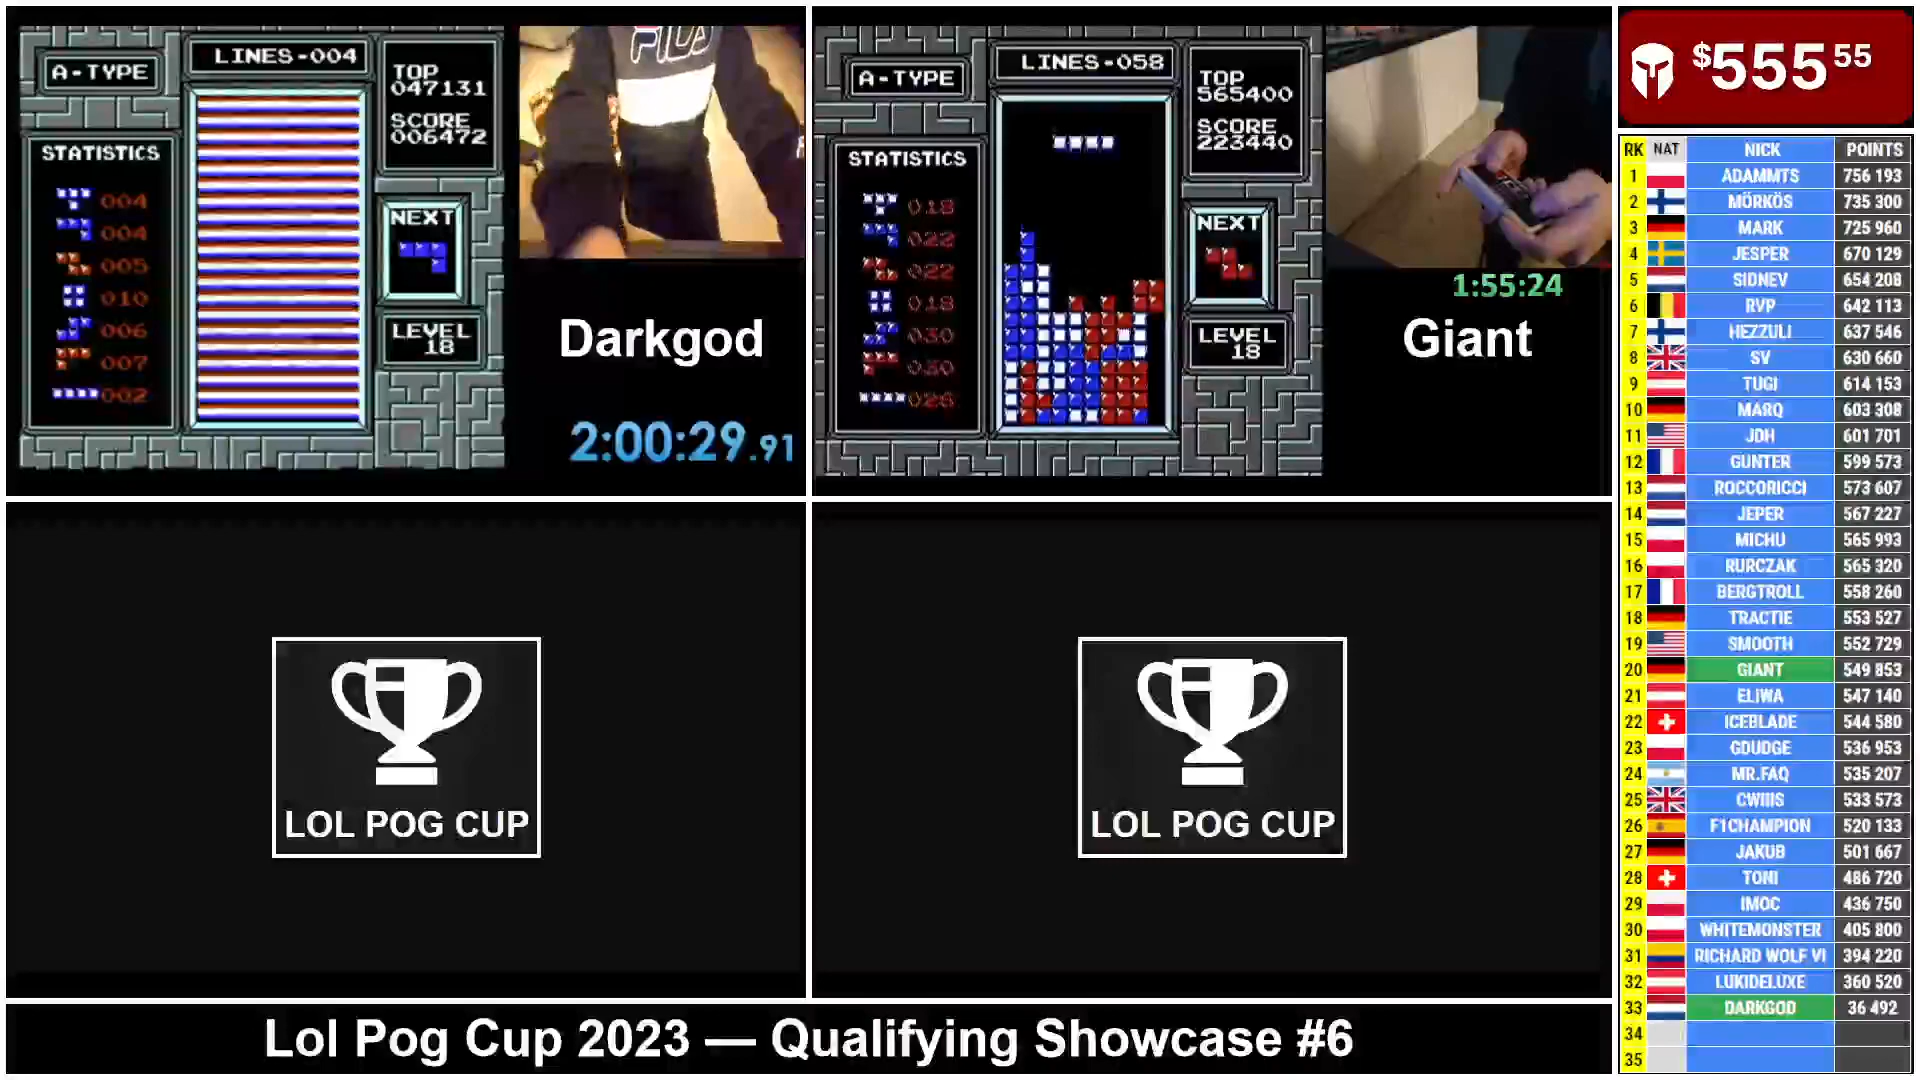 A-TYPE
LINES-004
TOP
047131
SCORE
006472
STATISTICS
004
004
005
010
006
007
002
NEXT
LEVEL
18
FILA
Darkgod
2:00:29.91
A-TYPE
LINES-058
TOP
565400
SCORE
223440
STATISTICS
018
022
022
018
030
030
026
NEXT
LEVEL
18
1:55:24
Giant
LOL POG CUP
LOL POG CUP
Lol Pog Cup 2023 — Qualifying Showcase #6
$555 55
RK NAT NICK POINTS
1 ADAMMTS 756 193
2 MÖRKÖS 735 300
3 MARK 725 960
4 JESPER 670 129
5 SIDNEV 654 208
6 RVP 642 113
7 HEZZULI 637 546
8 SV 630 660
9 TUGI 614 153
10 MARQ 603 308
11 JDH 601 701
12 GUNTER 599 573
13 ROCCORICCI 573 607
14 JEPER 567 227
15 MICHU 565 993
16 RURCZAK 565 320
17 BERGTROLL 558 260
18 TRACTIE 553 527
19 SMOOTH 552 729
20 GIANT 549 853
21 ELIWA 547 140
22 ICEBLADE 544 580
23 GDUDGE 536 953
24 MR.FAQ 535 207
25 CWIIIS 533 573
26 F1CHAMPION 520 133
27 JAKUB 501 667
28 TONI 486 720
29 IMOC 436 750
30 WHITEMONSTER 405 800
31 RICHARD WOLF VI 394 220
32 LUKIDELUXE 360 520
33 DARKGOD 36 492
34
35